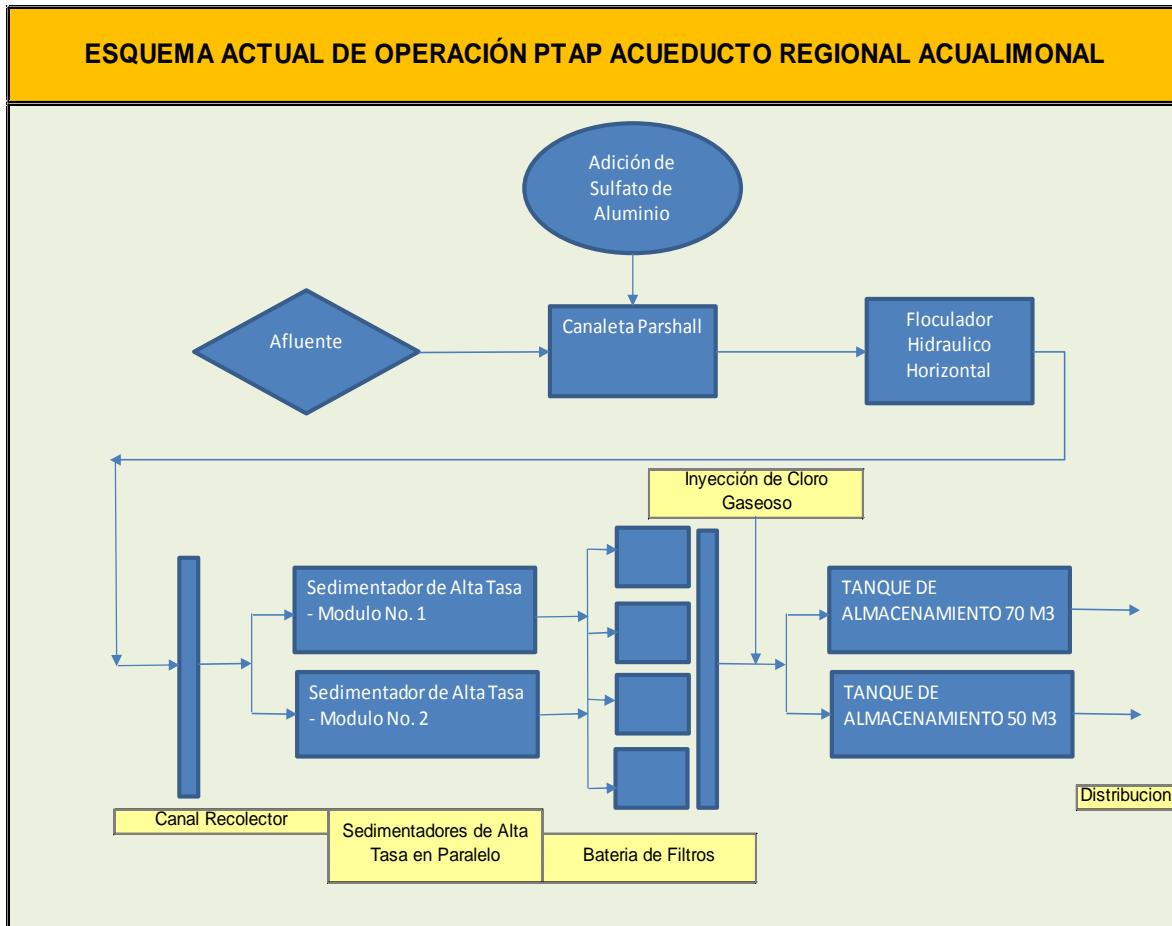 ESQUEMA ACTUAL DE OPERACIÓN PTAP ACUEDUCTO REGIONAL ACUALIMONAL
Adición de
Sulfato de
Aluminio
Afluente
Canaleta Parshall
Floculador
Hidraulico
Horizontal
Inyección de Cloro
Gaseoso
Sedimentador de Alta Tasa
- Modulo No. 1
TANQUE DE
ALMACENAMIENTO 70 M3
Sedimentador de Alta Tasa
- Modulo No. 2
TANQUE DE
ALMACENAMIENTO 50 M3
Distribucion
Canal Recolector
Sedimentadores de Alta
Tasa en Paralelo
Bateria de Filtros